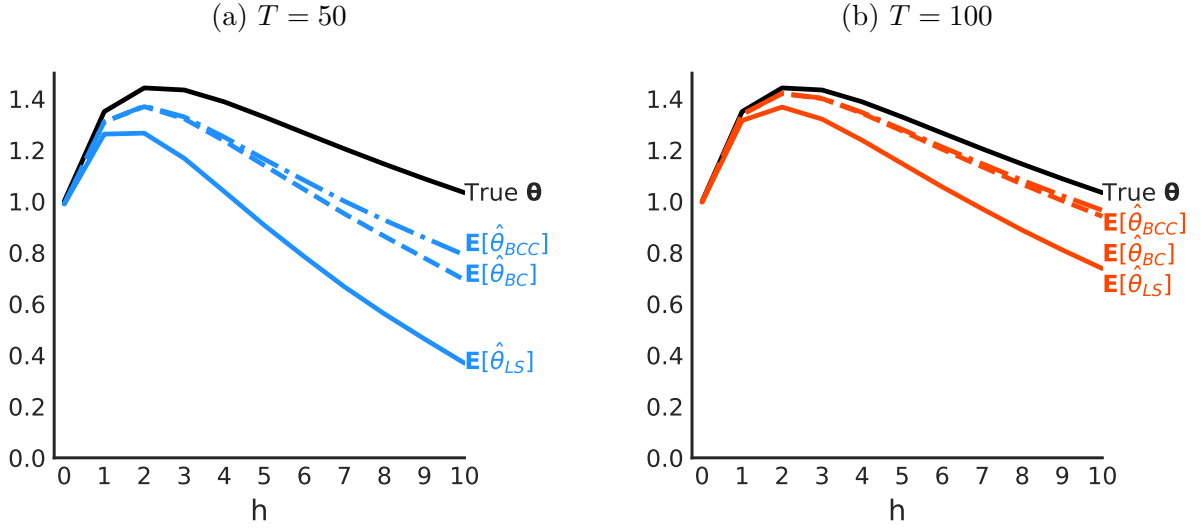 (a) T = 50
1.4
1.2
1.0
0.8
0.6
0.4
0.2
0.0
0 1 2 3 4 5 6 7 8 9 10
h
True θ
E[θ̂_BCC]
E[θ̂_BC]
E[θ̂_LS]
(b) T = 100
1.4
1.2
1.0
0.8
0.6
0.4
0.2
0.0
0 1 2 3 4 5 6 7 8 9 10
h
True θ
E[θ̂_BCC]
E[θ̂_BC]
E[θ̂_LS]